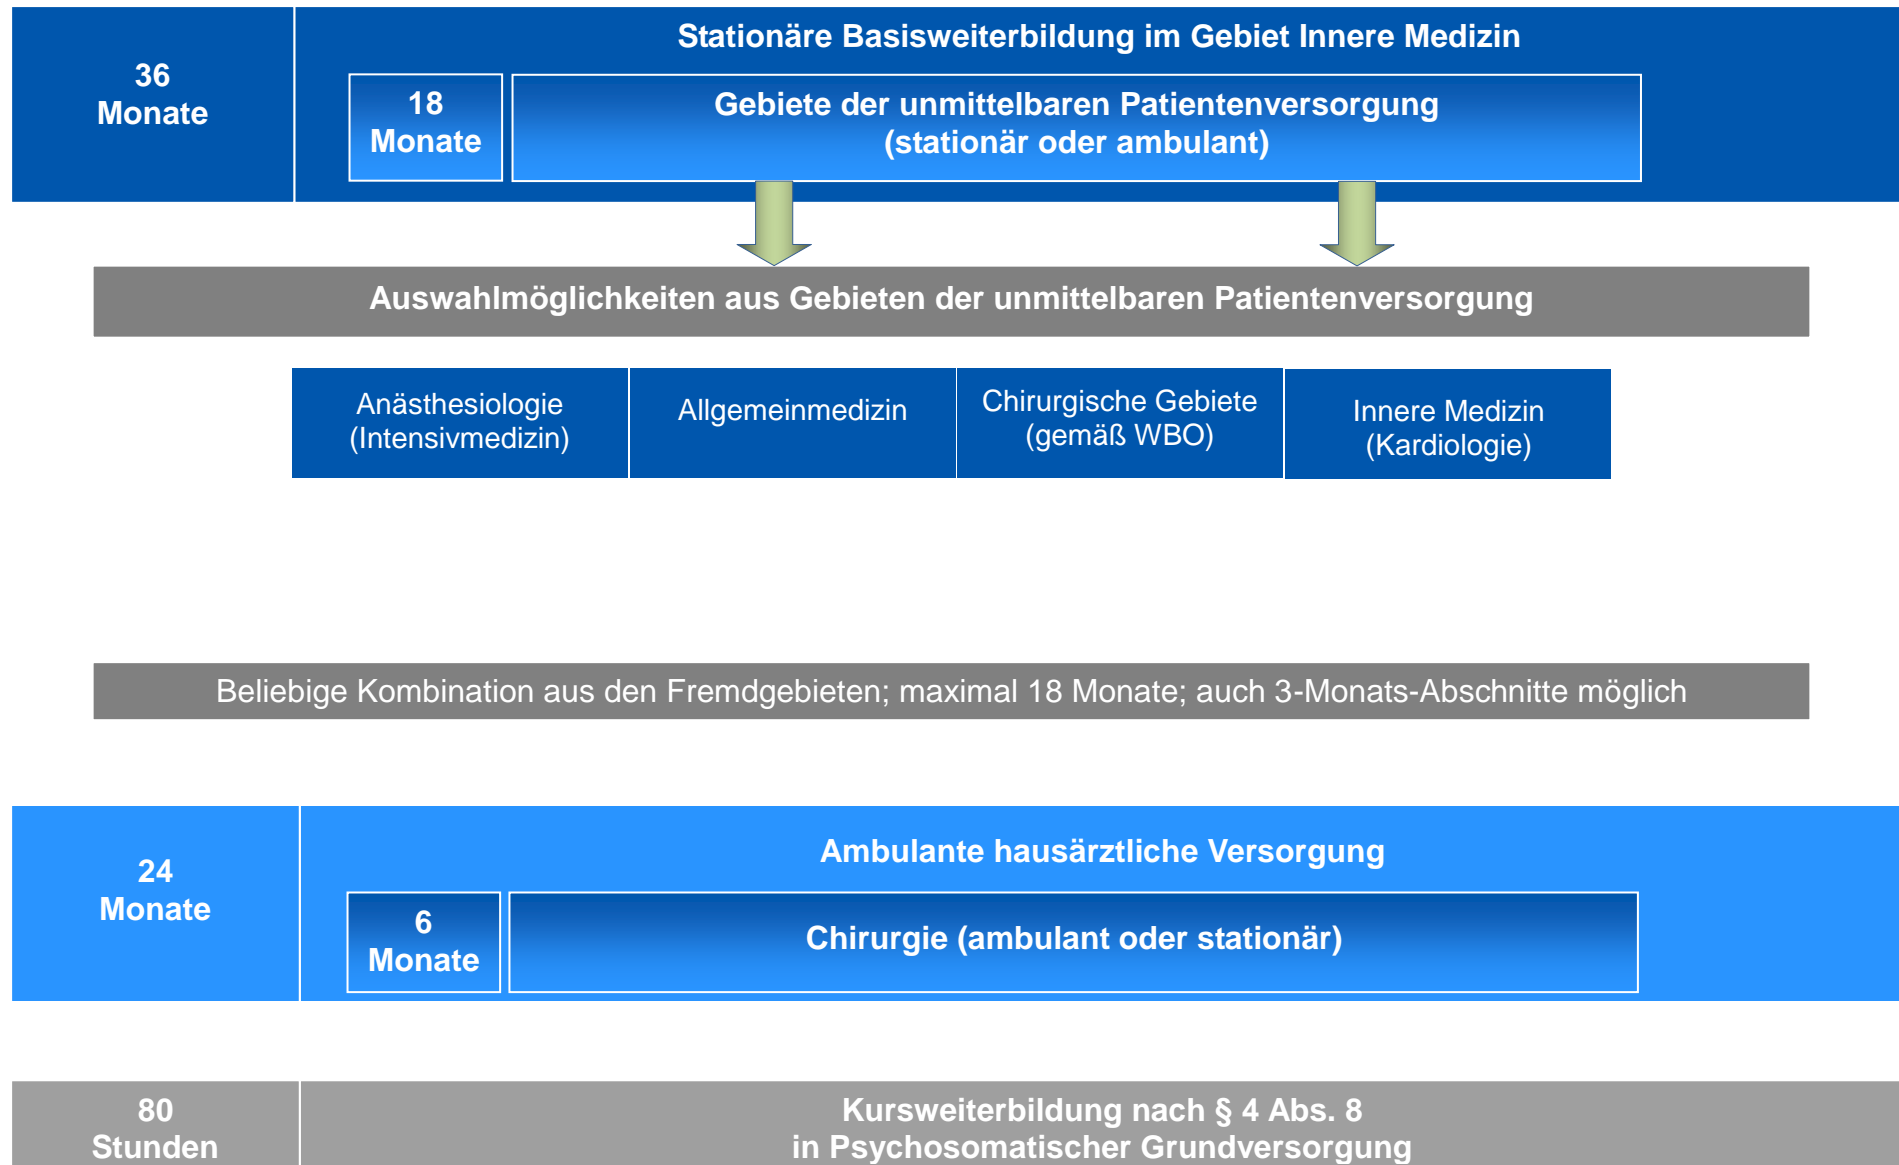 36
Monate
Stationäre Basisweiterbildung im Gebiet Innere Medizin
18
Monate
Gebiete der unmittelbaren Patientenversorgung
(stationär oder ambulant)
Auswahlmöglichkeiten aus Gebieten der unmittelbaren Patientenversorgung
Anästhesiologie
(Intensivmedizin)
Allgemeinmedizin
Chirurgische Gebiete
(gemäß WBO)
Innere Medizin
(Kardiologie)
Beliebige Kombination aus den Fremdgebieten; maximal 18 Monate; auch 3-Monats-Abschnitte möglich
24
Monate
Ambulante hausärztliche Versorgung
6
Monate
Chirurgie (ambulant oder stationär)
80
Stunden
Kursweiterbildung nach § 4 Abs. 8
in Psychosomatischer Grundversorgung